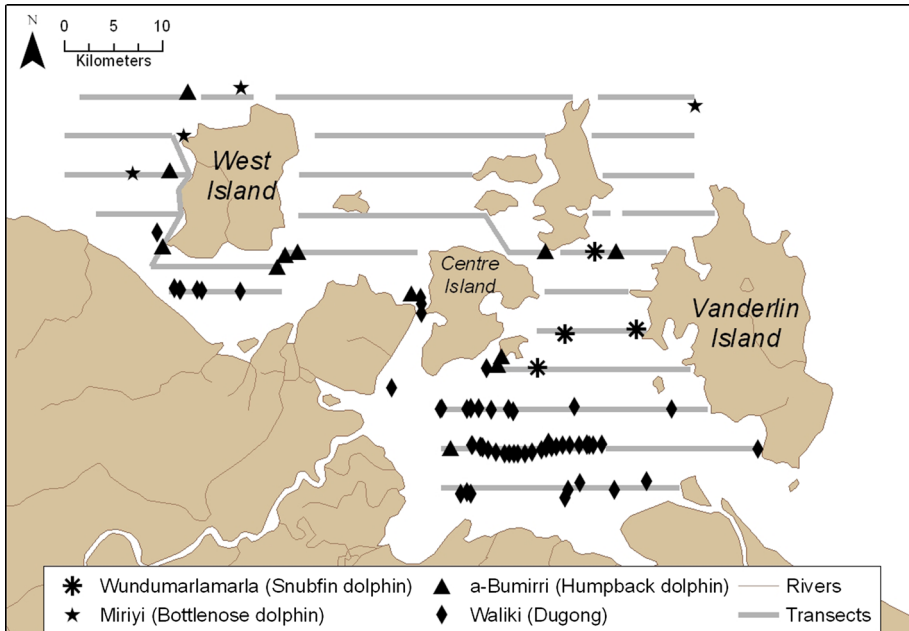 N
0 5 10
Kilometers
West
Island
Centre
Island
Vanderlin
Island
Wundumarlamarla (Snubfin dolphin)
a-Bumirri (Humpback dolphin)
Rivers
Miriyi (Bottlenose dolphin)
Waliki (Dugong)
Transects